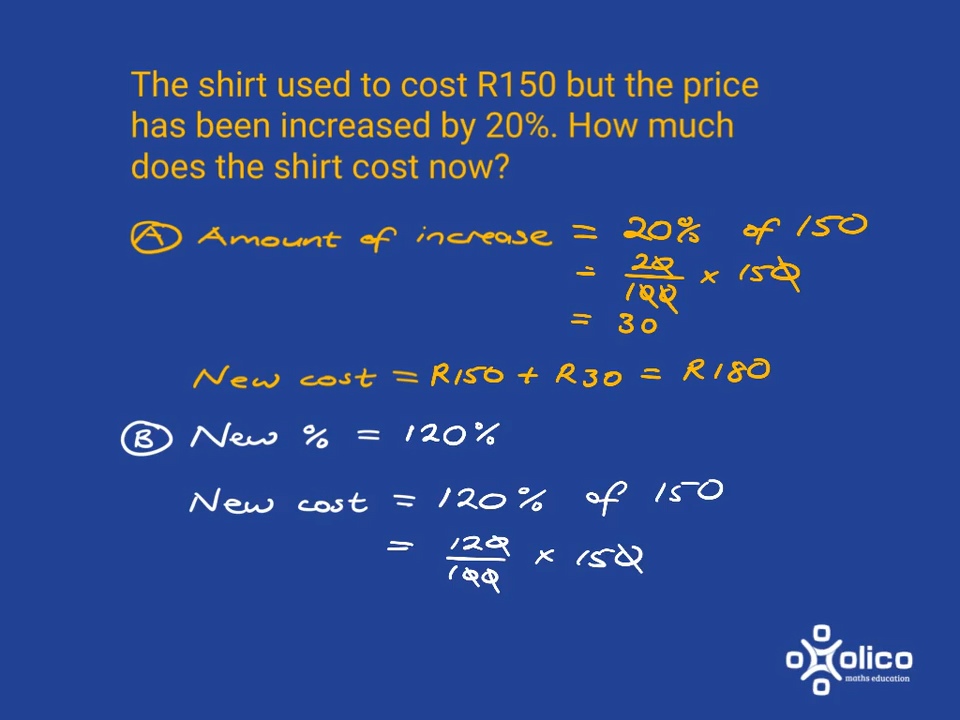 The shirt used to cost R150 but the price
has been increased by 20%. How much
does the shirt cost now?
A Amount of increase = 20% of 150
= 20/100 × 150
= 30
New cost = R150 + R30 = R180
B New % = 120%
New cost = 120% of 150
= 120/100 × 150
olico
maths education